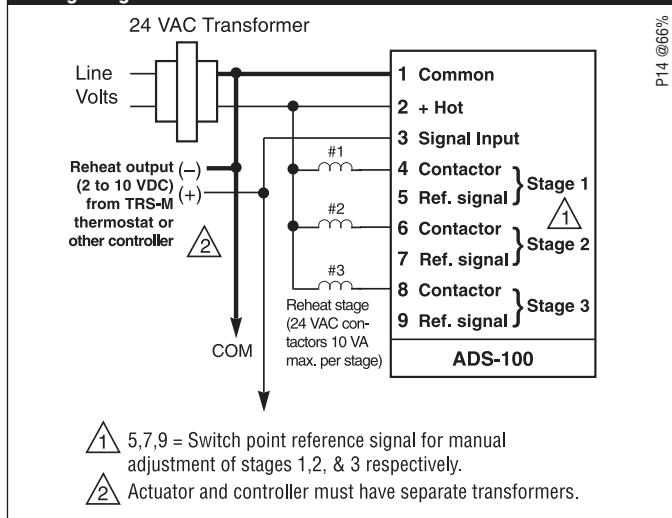 24 VAC Transformer
P14 @66%
Line
Volts
1 Common
2 + Hot
3 Signal Input
#1
4 Contactor
5 Ref. signal
Stage 1
1
#2
6 Contactor
7 Ref. signal
Stage 2
#3
8 Contactor
9 Ref. signal
Stage 3
ADS-100
Reheat output (–)
(2 to 10 VDC) (+)
from TRS-M
thermostat or
other controller
2
Reheat stage
(24 VAC con-
tactors 10 VA
max. per stage)
COM
1 5,7,9 = Switch point reference signal for manual
adjustment of stages 1,2, & 3 respectively.
2 Actuator and controller must have separate transformers.